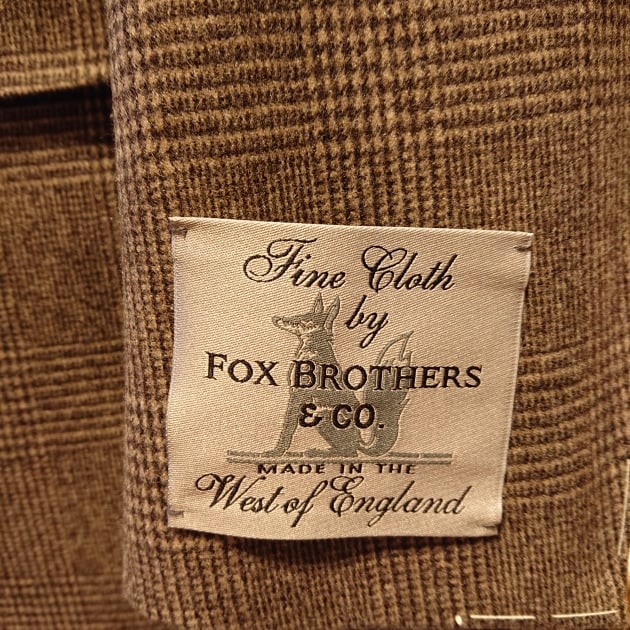 Fine Cloth
by
FOX BROTHERS
& CO.
MADE IN THE
West of England